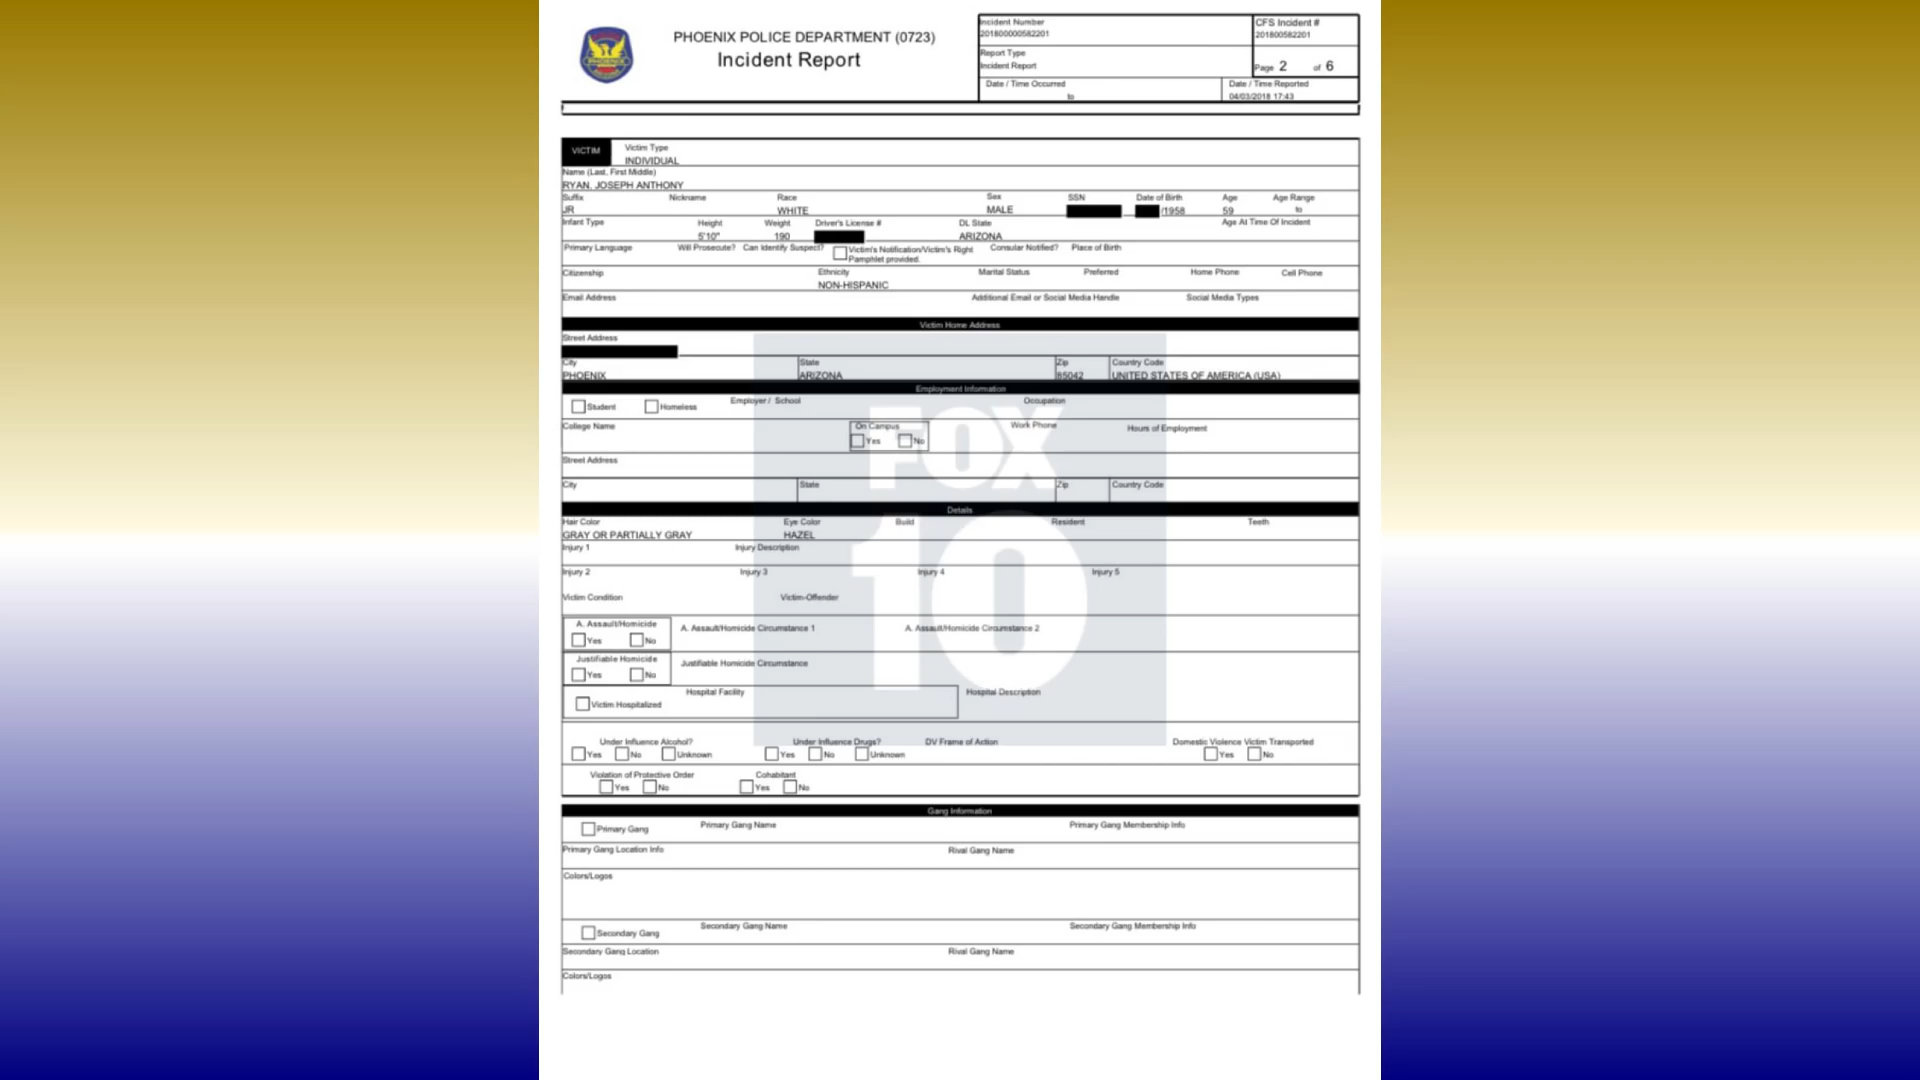 PHOENIX POLICE DEPARTMENT (0723)
Incident Report
Incident Number
201800000582201
CFS Incident #
201800582201
Report Type
Incident Report
Page 2 of 6
Date / Time Occurred
to
Date / Time Reported
04/03/2018 17:43
VICTIM
Victim Type
INDIVIDUAL
Name (Last, First Middle)
RYAN, JOSEPH ANTHONY
Suffix Nickname Race Sex SSN Date of Birth Age Age Range
JR WHITE MALE /1958 59 to
Infant Type Height Weight Driver's License # DL State Age At Time Of Incident
5'10" 190 ARIZONA
Primary Language Will Prosecute? Can Identify Suspect? Victim's Notification/Victim's Right Pamphlet provided. Consular Notified? Place of Birth
Citizenship Ethnicity Marital Status Preferred Home Phone Cell Phone
NON-HISPANIC
Email Address Additional Email or Social Media Handle Social Media Types
Victim Home Address
Street Address
City State Zip Country Code
PHOENIX ARIZONA 85042 UNITED STATES OF AMERICA (USA)
Employment Information
Student Homeless Employer / School Occupation
College Name On Campus Work Phone Hours of Employment
Yes No
Street Address
City State Zip Country Code
Details
Hair Color Eye Color Build Resident Teeth
GRAY OR PARTIALLY GRAY HAZEL
Injury 1 Injury Description
Injury 2 Injury 3 Injury 4 Injury 5
Victim Condition Victim-Offender
A. Assault/Homicide A. Assault/Homicide Circumstance 1 A. Assault/Homicide Circumstance 2
Yes No
Justifiable Homicide Justifiable Homicide Circumstance
Yes No
Hospital Facility Hospital Description
Victim Hospitalized
Under Influence Alcohol? Under Influence Drugs? DV Frame of Action Domestic Violence Victim Transported
Yes No Unknown Yes No Unknown Yes No
Violation of Protective Order Cohabitant
Yes No Yes No
Gang Information
Primary Gang Primary Gang Name Primary Gang Membership Info
Primary Gang Location Info Rival Gang Name
Colors/Logos
Secondary Gang Secondary Gang Name Secondary Gang Membership Info
Secondary Gang Location Rival Gang Name
Colors/Logos
FOX
10
PHOENIX